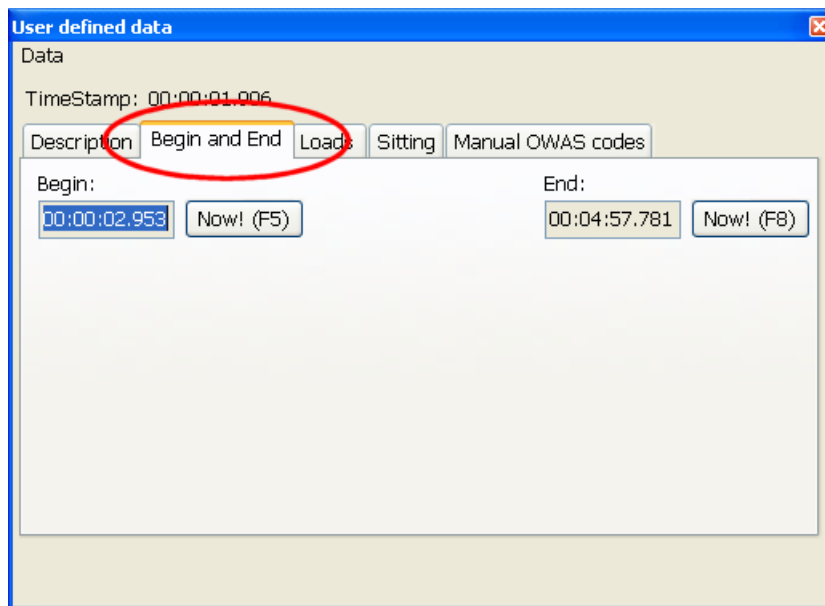 User defined data
Data
TimeStamp: 00:00:01.006
Description Begin and End Loads Sitting Manual OWAS codes
Begin: End:
00:00:02.953 Now! (F5) 00:04:57.781 Now! (F8)